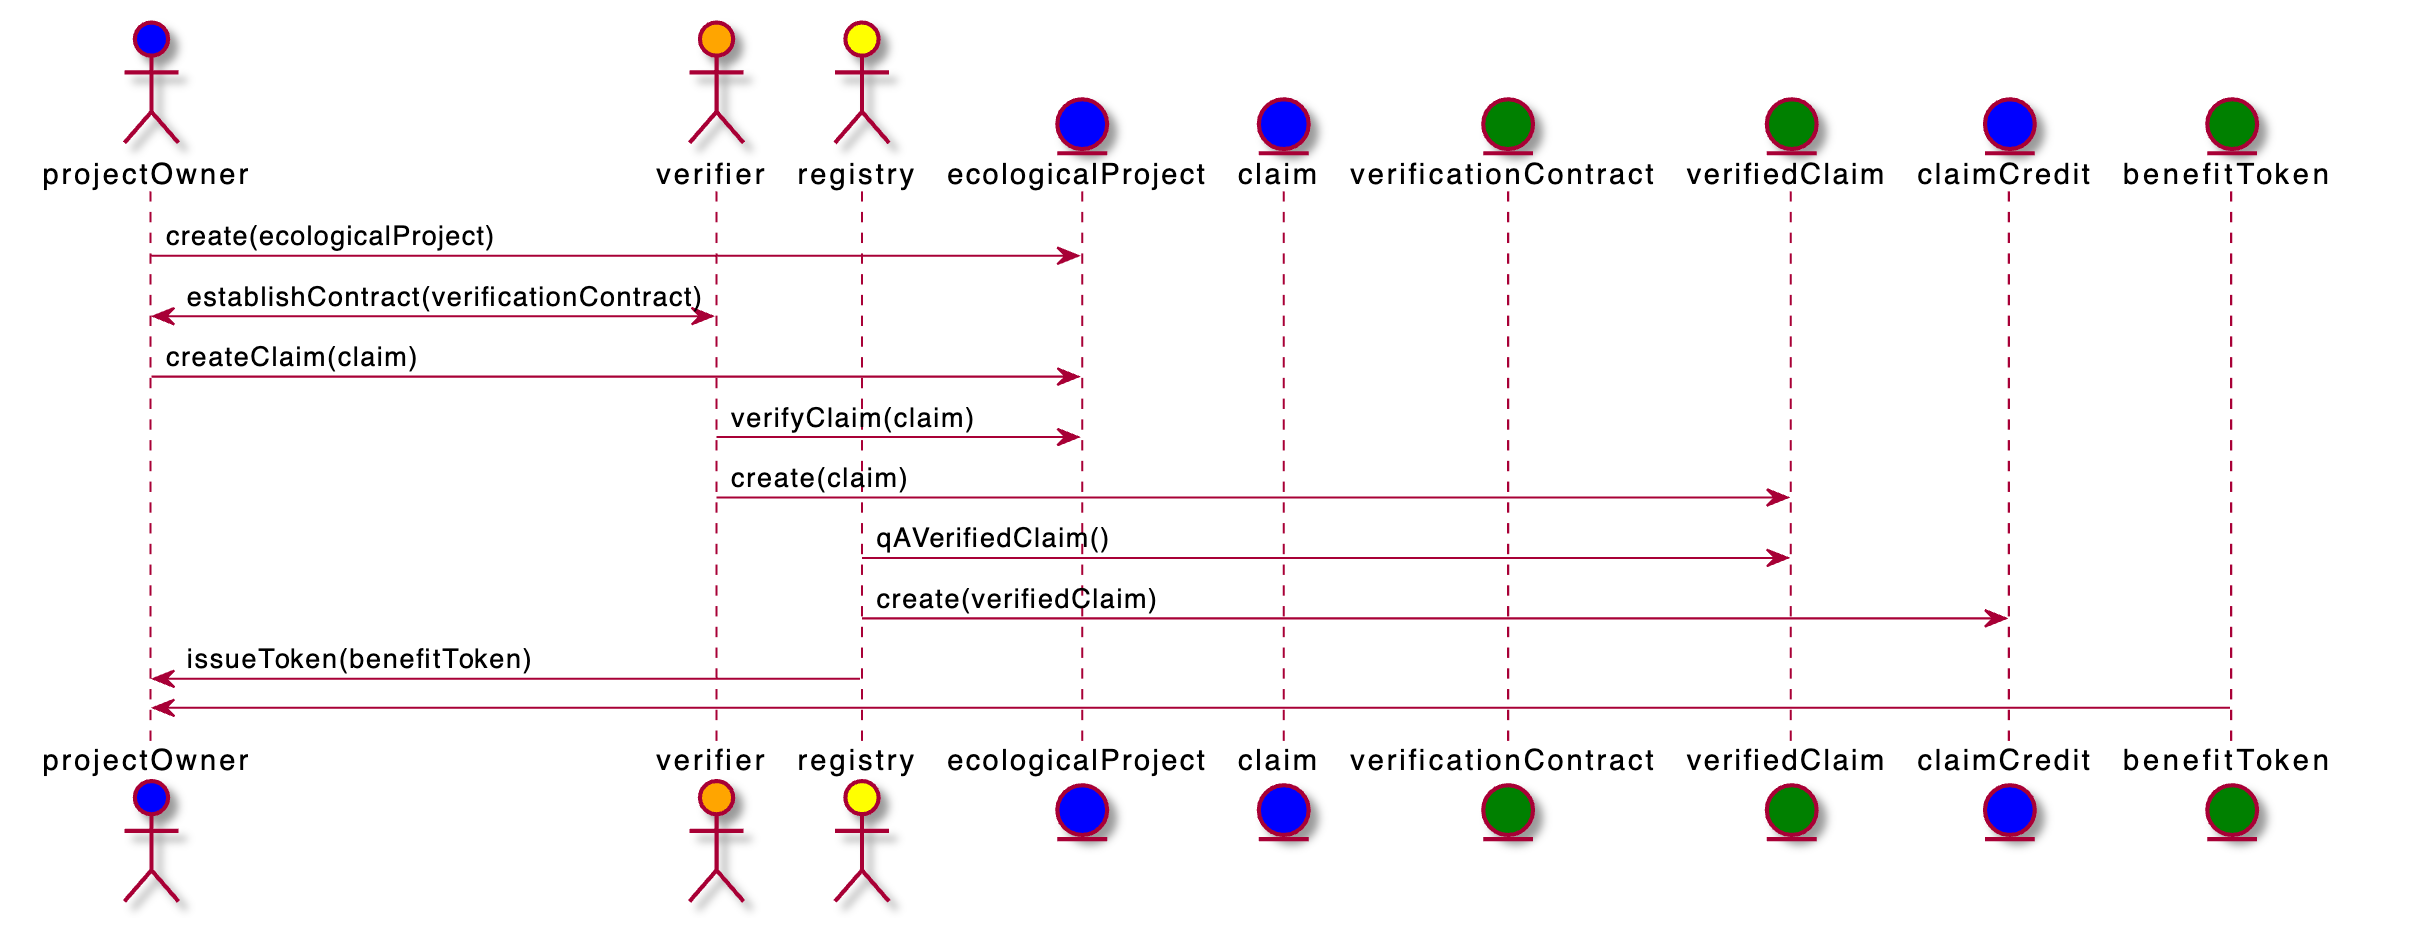 projectOwner verifier registry ecologicalProject claim verificationContract verifiedClaim claimCredit benefitToken
create(ecologicalProject)
establishContract(verificationContract)
createClaim(claim)
verifyClaim(claim)
create(claim)
qAVerifiedClaim()
create(verifiedClaim)
issueToken(benefitToken)
projectOwner verifier registry ecologicalProject claim verificationContract verifiedClaim claimCredit benefitToken